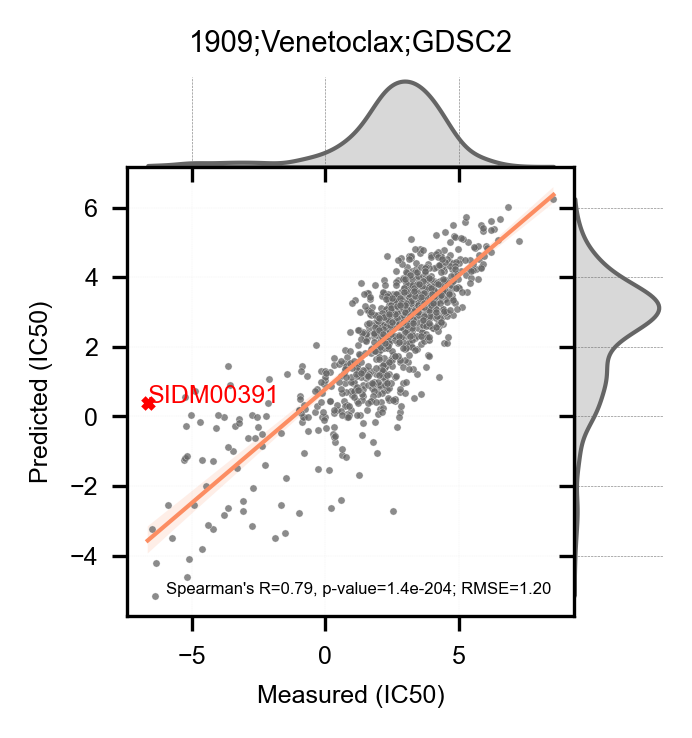 1909;Venetoclax;GDSC2
6
4
2
0
−2
−4
Predicted (IC50)
SIDM00391
Spearman's R=0.79, p-value=1.4e-204; RMSE=1.20
−5 0 5
Measured (IC50)